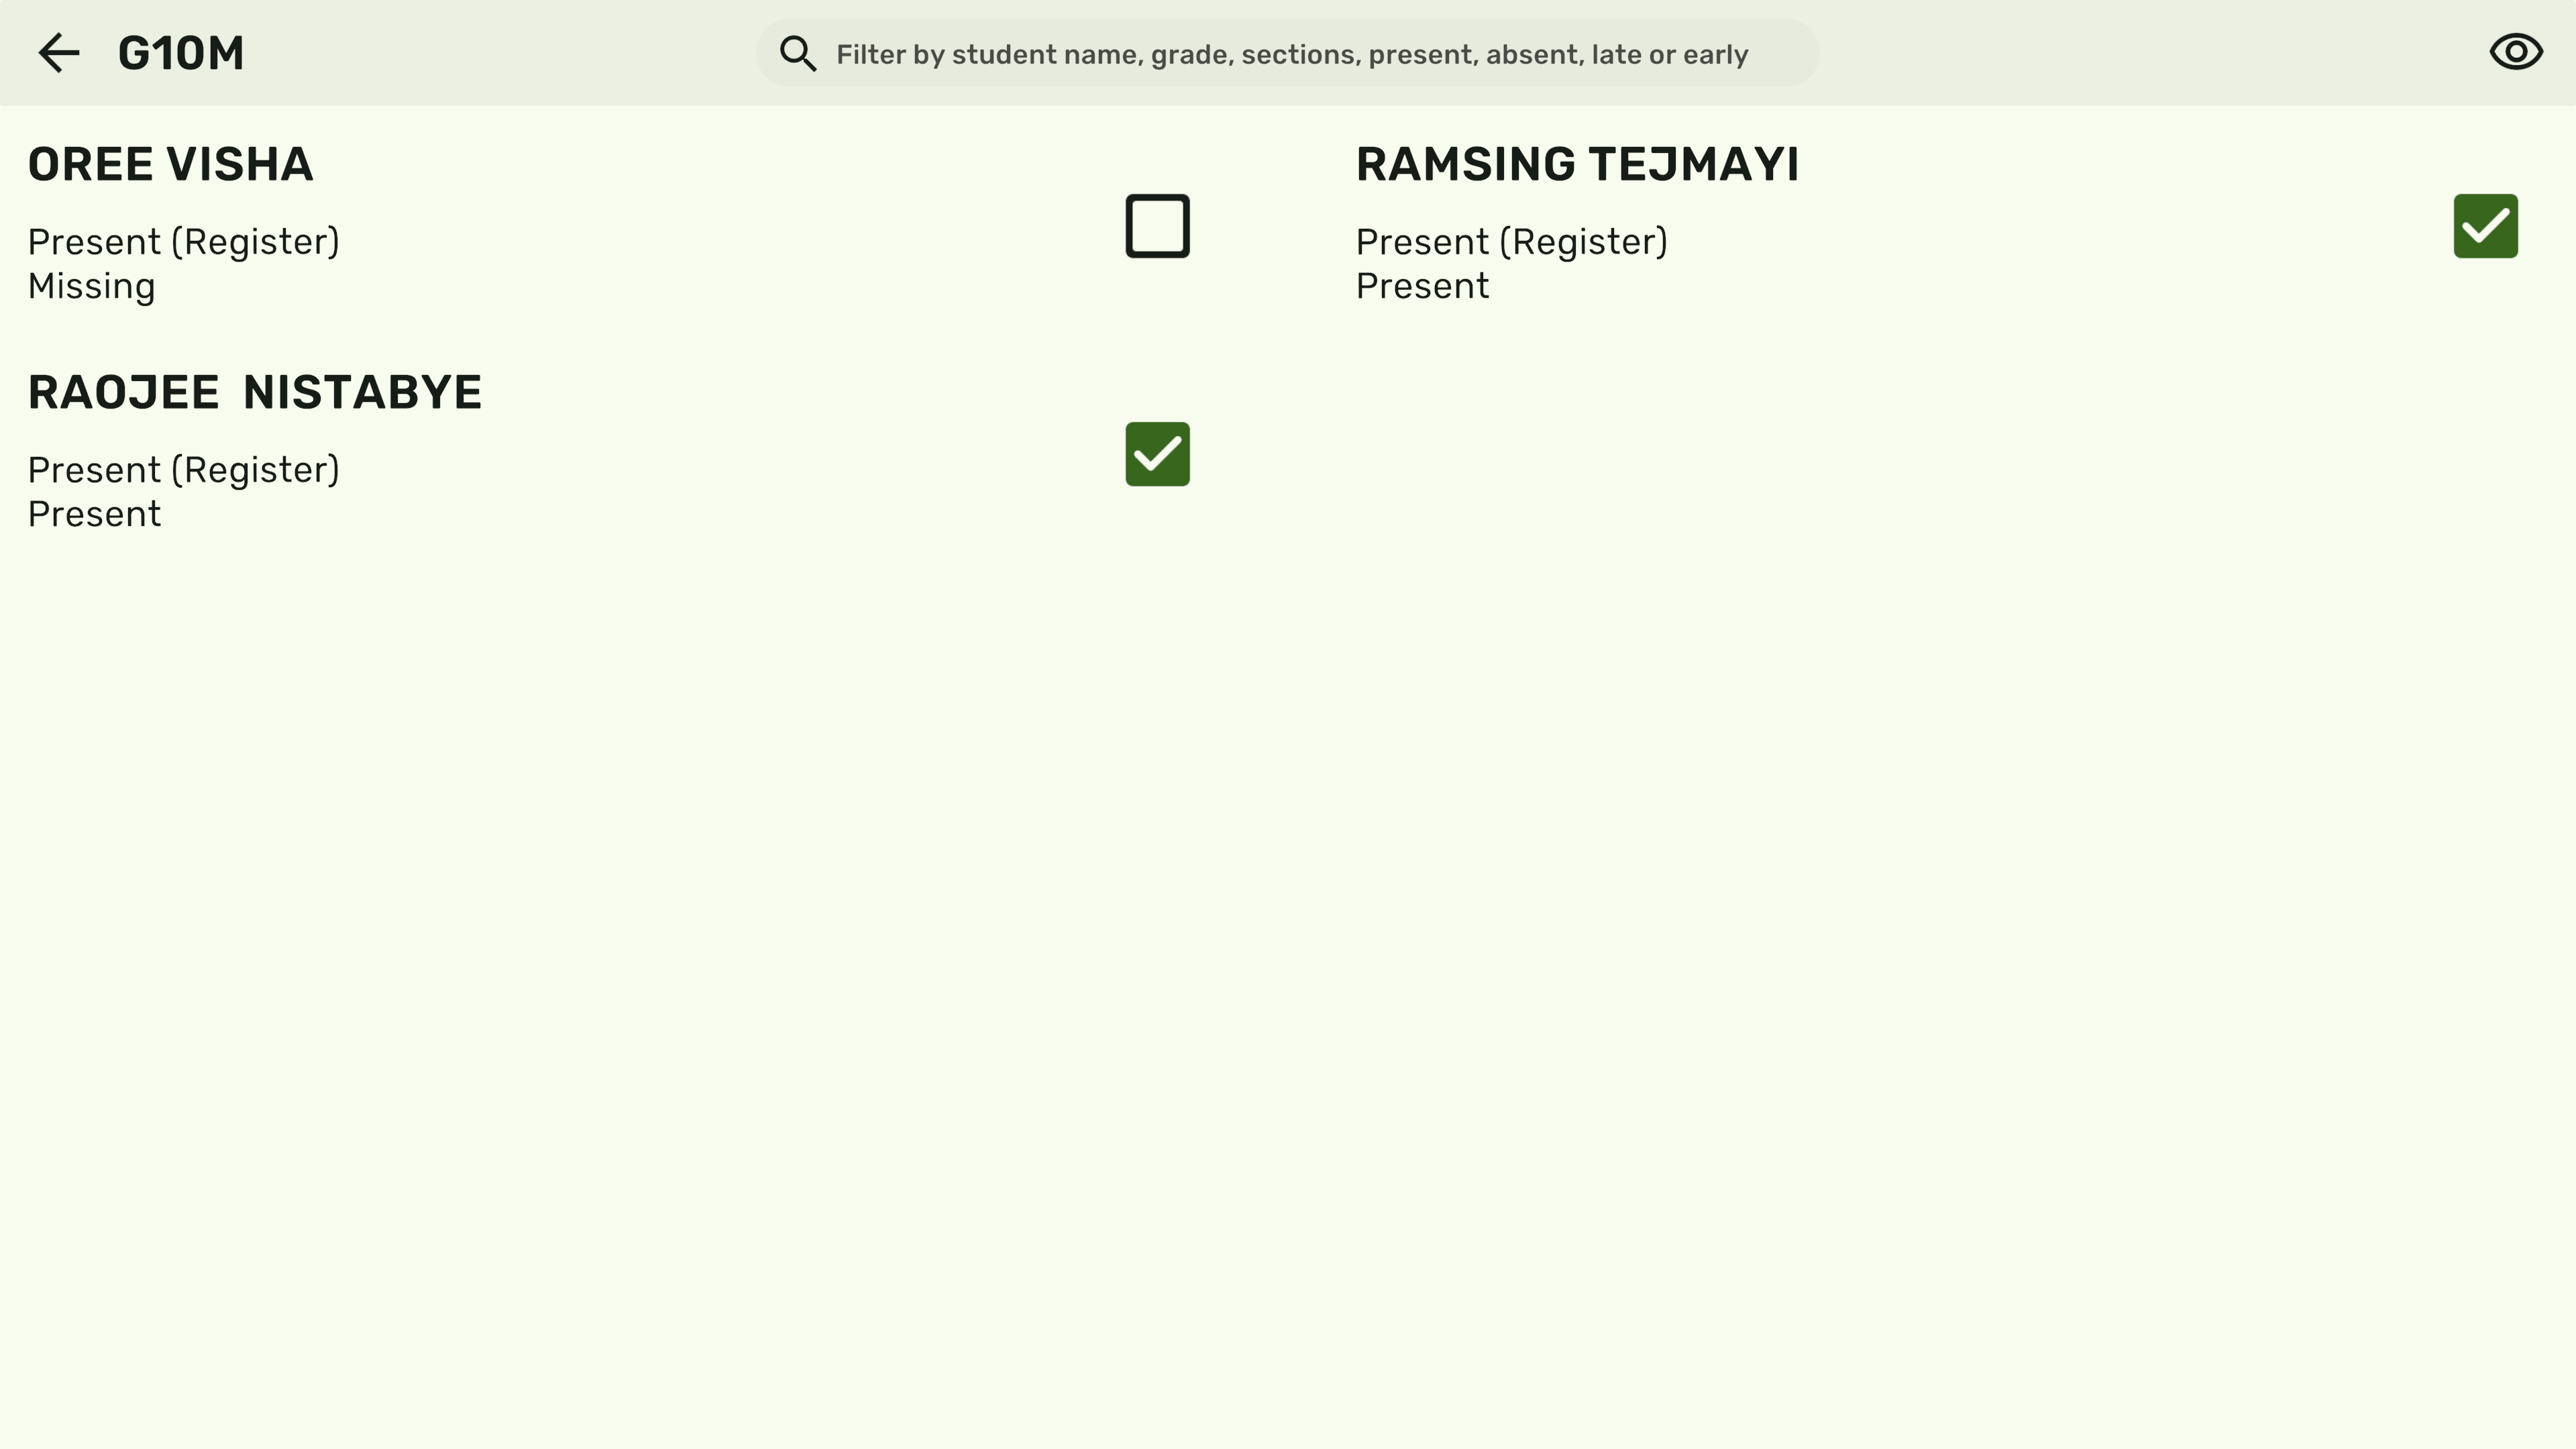 G10M
Filter by student name, grade, sections, present, absent, late or early
OREE VISHA
Present (Register)
Missing
RAMSING TEJMAYI
Present (Register)
Present
RAOJEE  NISTABYE
Present (Register)
Present